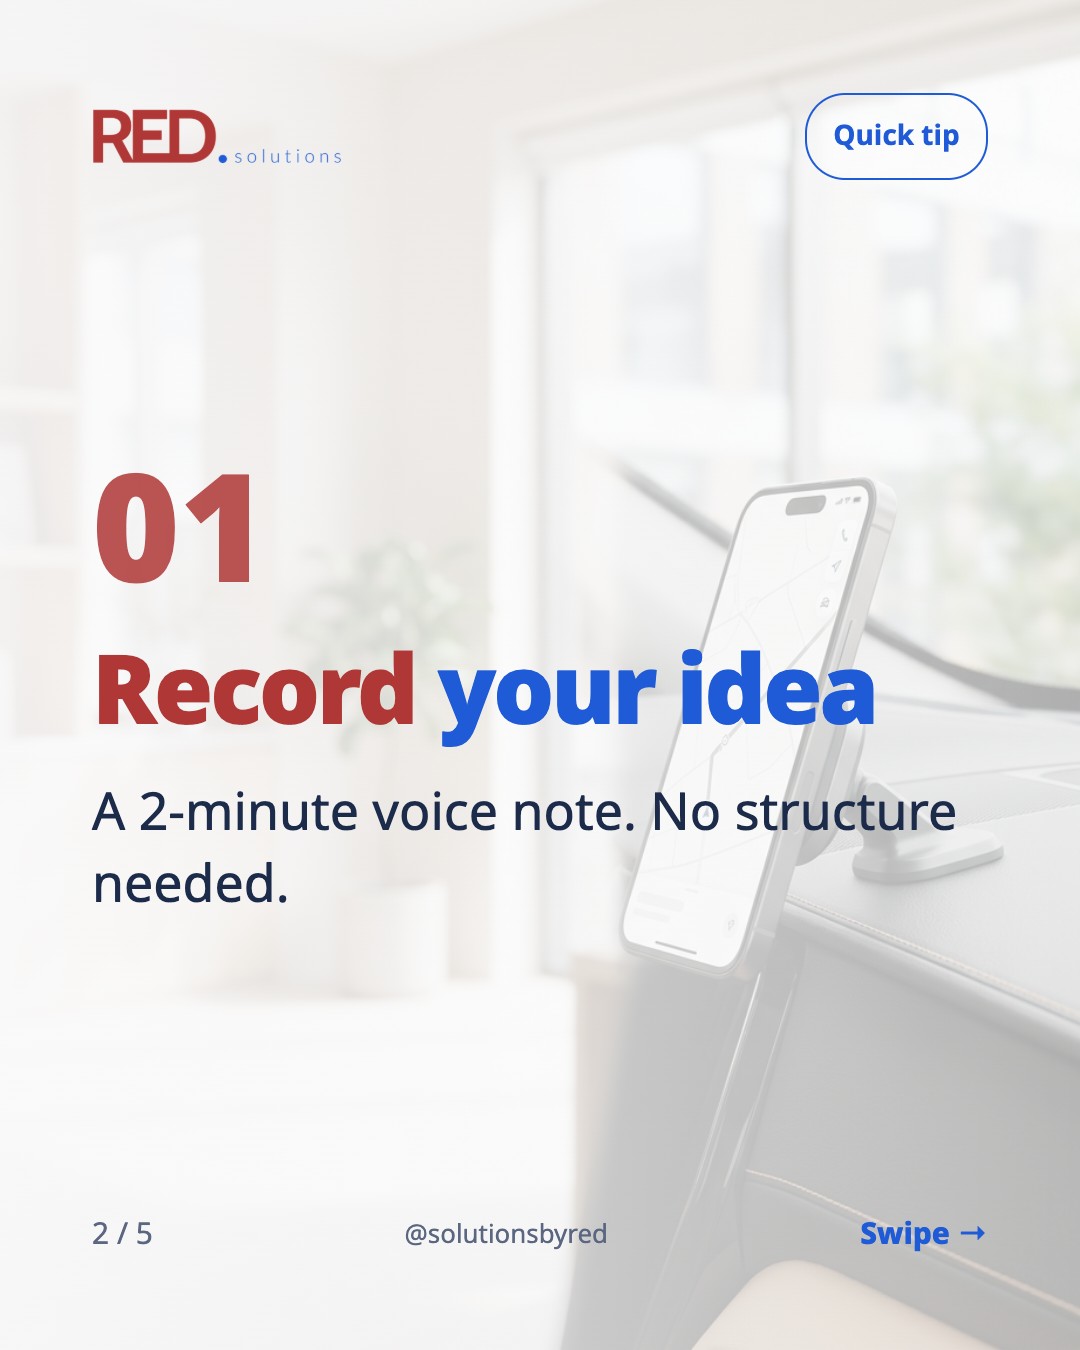 RED.solutions
Quick tip
01
Record your idea
A 2-minute voice note. No structure
needed.
2 / 5
@solutionsbyred
Swipe →